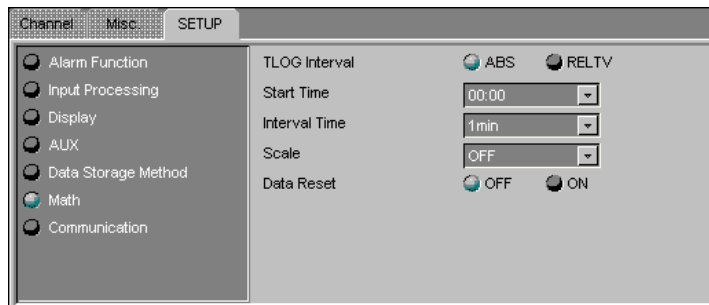 Channel Misc. SETUP
Alarm Function
Input Processing
Display
AUX
Data Storage Method
Math
Communication
TLOG Interval ABS RELTV
Start Time 00:00
Interval Time 1min
Scale OFF
Data Reset OFF ON